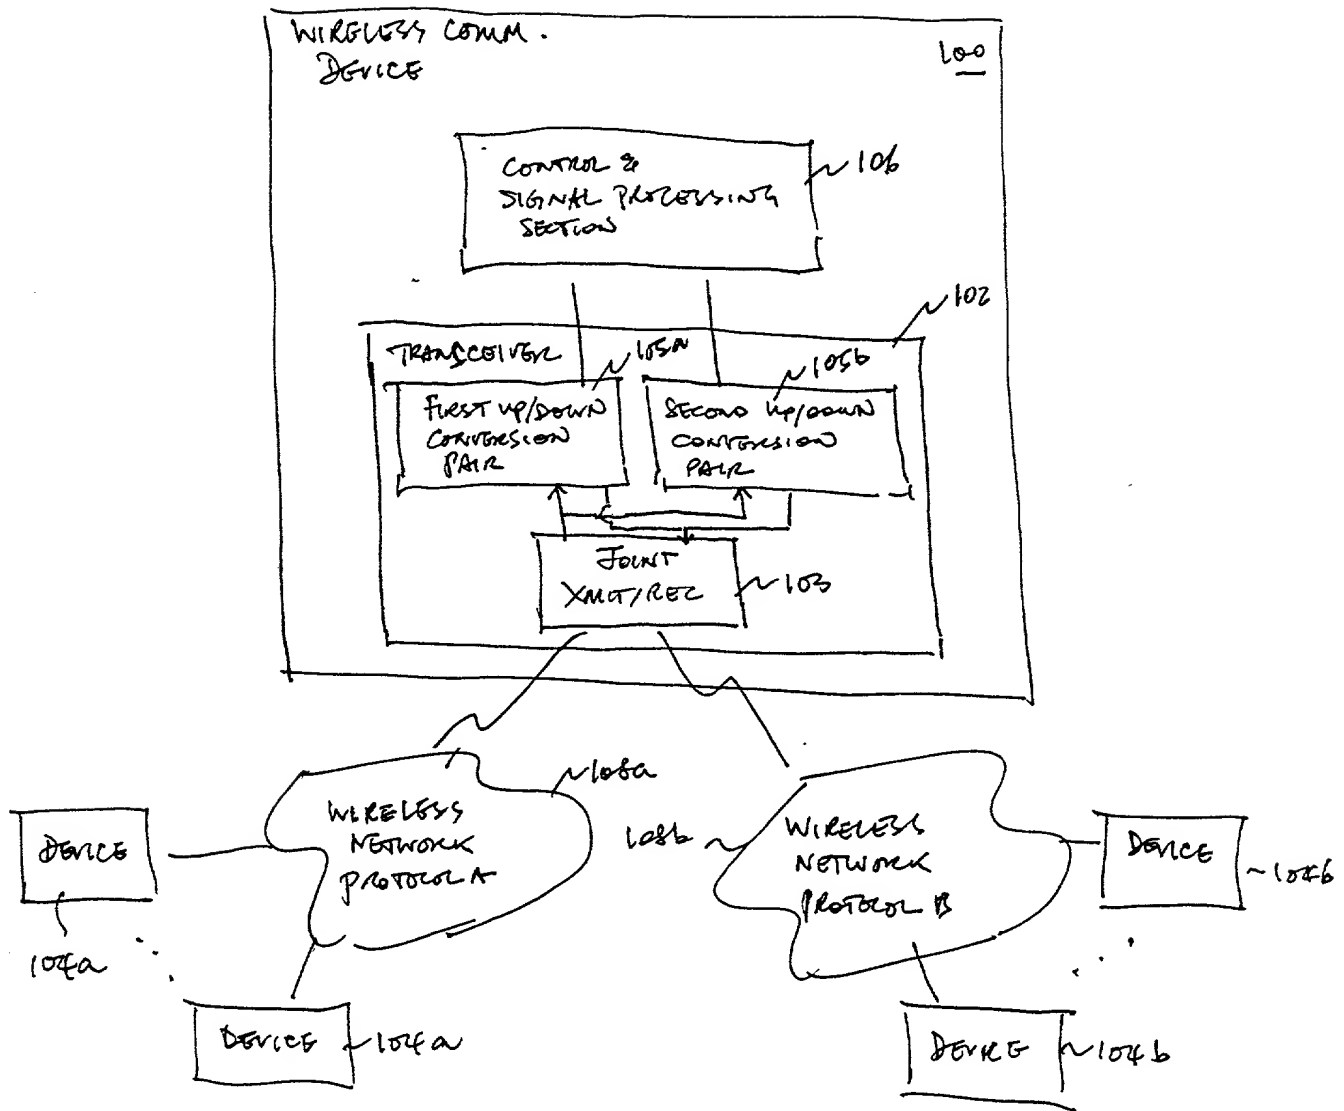 WIRELESS COMM.
DEVICE
100
CONTROL &
SIGNAL PROCESSING
SECTION
106
102
TRANSCEIVER
105a
105b
FIRST UP/DOWN
CONVERSION
PAIR
SECOND UP/DOWN
CONVERSION
PAIR
JOINT
XMIT/REC
103
108a
WIRELESS
NETWORK
PROTOCOL A
108b
WIRELESS
NETWORK
PROTOCOL B
DEVICE
104a
DEVICE
104b
DEVICE
104a
DEVICE
104b